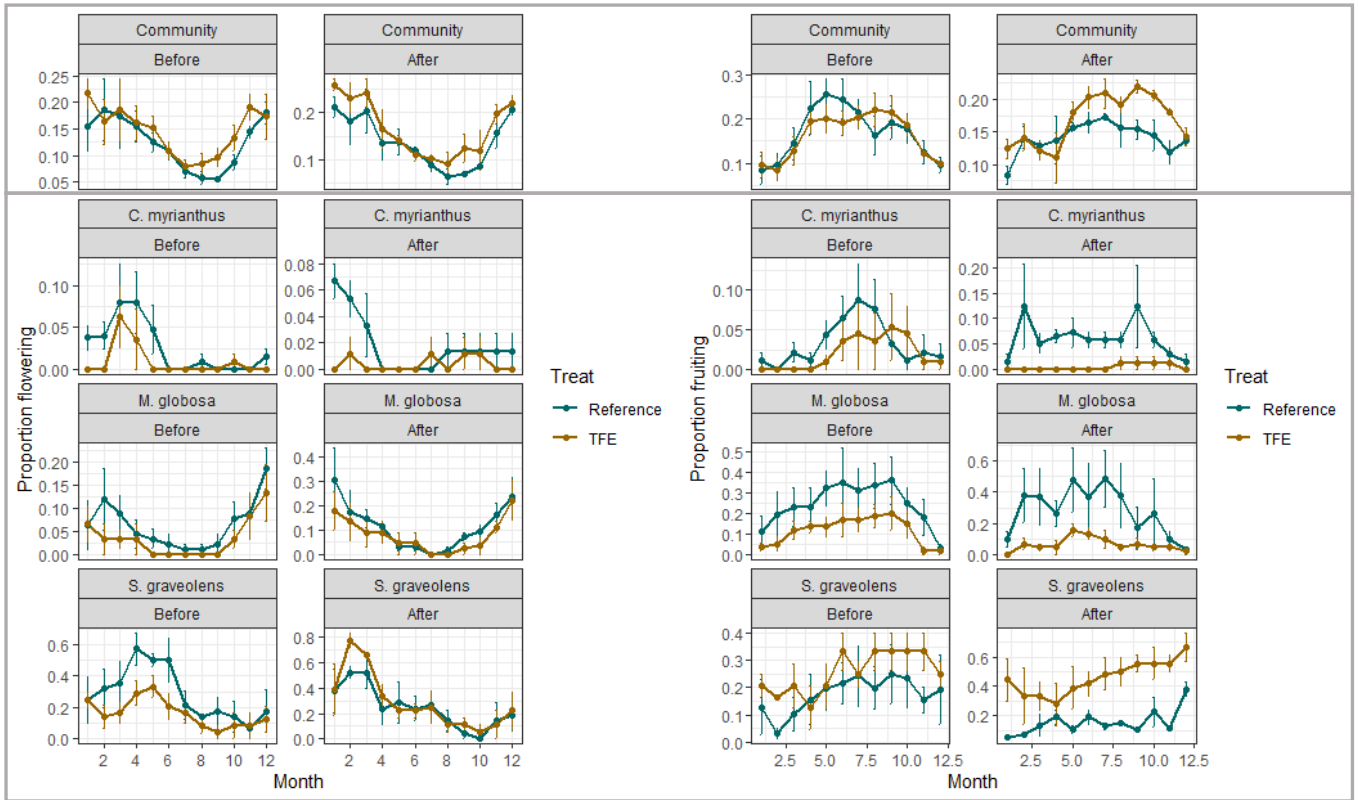 Community
Community
Before
After
0.25
0.20
0.15
0.10
0.05
0.2
0.1
Community
Community
Before
After
0.3
0.2
0.1
0.20
0.15
0.10
C. myrianthus
C. myrianthus
Before
After
0.10
0.05
0.00
0.08
0.06
0.04
0.02
0.00
M. globosa
M. globosa
Before
After
0.20
0.15
0.10
0.05
0.00
0.4
0.3
0.2
0.1
0.0
S. graveolens
S. graveolens
Before
After
0.6
0.4
0.2
0.0
0.8
0.6
0.4
0.2
0.0
2 4 6 8 10 12
2 4 6 8 10 12
Month
Proportion flowering
Treat
Reference
TFE
C. myrianthus
C. myrianthus
Before
After
0.10
0.05
0.00
0.20
0.15
0.10
0.05
0.00
M. globosa
M. globosa
Before
After
0.5
0.4
0.3
0.2
0.1
0.0
0.6
0.4
0.2
0.0
S. graveolens
S. graveolens
Before
After
0.4
0.3
0.2
0.1
0.0
0.6
0.4
0.2
2.5 5.0 7.5 10.0 12.5
2.5 5.0 7.5 10.0 12.5
Month
Proportion fruiting
Treat
Reference
TFE